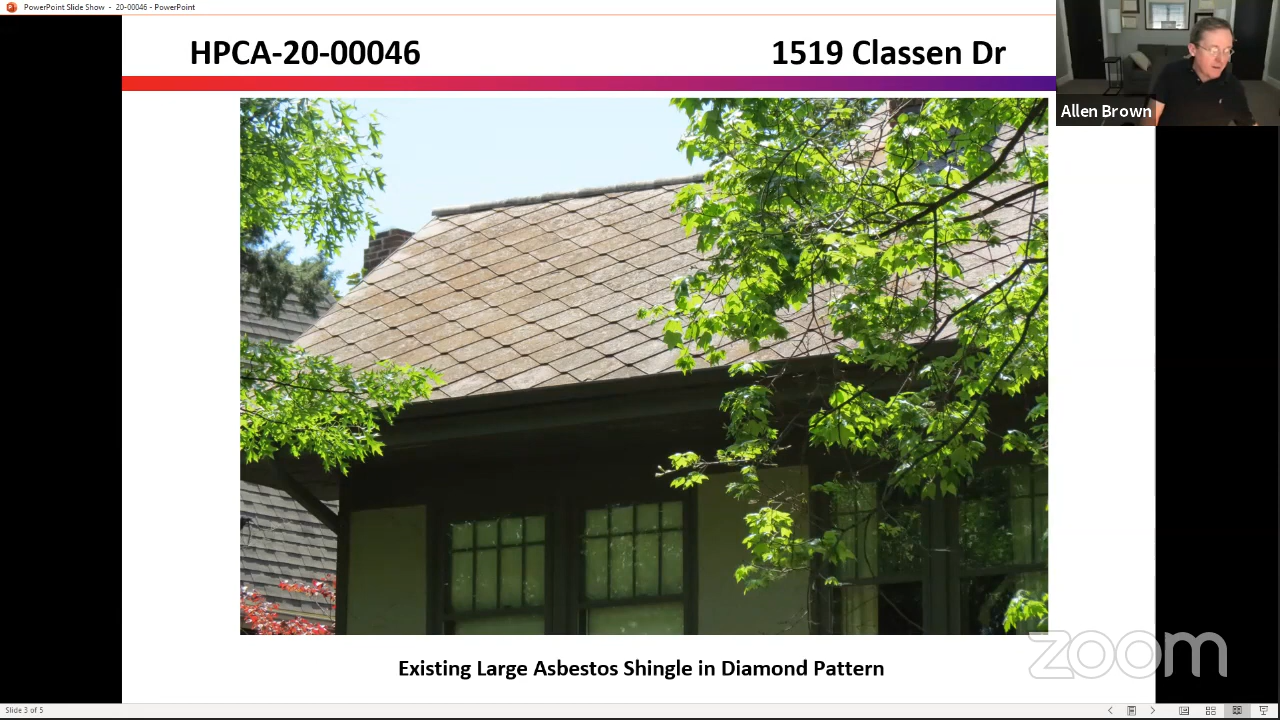 PowerPoint Slide Show - 20-00046 - PowerPoint
HPCA-20-00046
1519 Classen Dr
Allen Brown
Existing Large Asbestos Shingle in Diamond Pattern
zoom
Slide 3 of 5